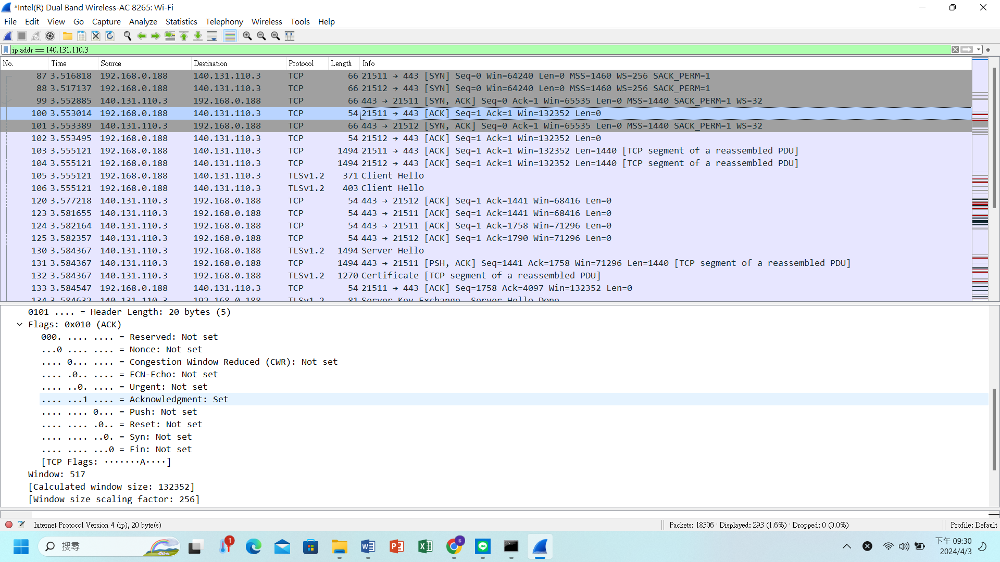 *Intel(R) Dual Band Wireless-AC 8265: Wi-Fi
File Edit View Go Capture Analyze Statistics Telephony Wireless Tools Help
ip.addr == 140.131.110.3
No. Time Source Destination Protocol Length Info
87 3.516818 192.168.0.188 140.131.110.3 TCP 66 21511 → 443 [SYN] Seq=0 Win=64240 Len=0 MSS=1460 WS=256 SACK_PERM=1
88 3.517137 192.168.0.188 140.131.110.3 TCP 66 21512 → 443 [SYN] Seq=0 Win=64240 Len=0 MSS=1460 WS=256 SACK_PERM=1
99 3.552885 140.131.110.3 192.168.0.188 TCP 66 443 → 21511 [SYN, ACK] Seq=0 Ack=1 Win=65535 Len=0 MSS=1440 SACK_PERM=1 WS=32
100 3.553014 192.168.0.188 140.131.110.3 TCP 54 21511 → 443 [ACK] Seq=1 Ack=1 Win=132352 Len=0
101 3.553389 140.131.110.3 192.168.0.188 TCP 66 443 → 21512 [SYN, ACK] Seq=0 Ack=1 Win=65535 Len=0 MSS=1440 SACK_PERM=1 WS=32
102 3.553495 192.168.0.188 140.131.110.3 TCP 54 21512 → 443 [ACK] Seq=1 Ack=1 Win=132352 Len=0
103 3.555121 192.168.0.188 140.131.110.3 TCP 1494 21511 → 443 [ACK] Seq=1 Ack=1 Win=132352 Len=1440 [TCP segment of a reassembled PDU]
104 3.555121 192.168.0.188 140.131.110.3 TCP 1494 21512 → 443 [ACK] Seq=1 Ack=1 Win=132352 Len=1440 [TCP segment of a reassembled PDU]
105 3.555121 192.168.0.188 140.131.110.3 TLSv1.2 371 Client Hello
106 3.555121 192.168.0.188 140.131.110.3 TLSv1.2 403 Client Hello
120 3.577218 140.131.110.3 192.168.0.188 TCP 54 443 → 21512 [ACK] Seq=1 Ack=1441 Win=68416 Len=0
123 3.581655 140.131.110.3 192.168.0.188 TCP 54 443 → 21511 [ACK] Seq=1 Ack=1441 Win=68416 Len=0
124 3.582164 140.131.110.3 192.168.0.188 TCP 54 443 → 21511 [ACK] Seq=1 Ack=1758 Win=71296 Len=0
125 3.582357 140.131.110.3 192.168.0.188 TCP 54 443 → 21512 [ACK] Seq=1 Ack=1790 Win=71296 Len=0
130 3.584367 140.131.110.3 192.168.0.188 TLSv1.2 1494 Server Hello
131 3.584367 140.131.110.3 192.168.0.188 TCP 1494 443 → 21511 [PSH, ACK] Seq=1441 Ack=1758 Win=71296 Len=1440 [TCP segment of a reassembled PDU]
132 3.584367 140.131.110.3 192.168.0.188 TLSv1.2 1270 Certificate [TCP segment of a reassembled PDU]
133 3.584547 192.168.0.188 140.131.110.3 TCP 54 21511 → 443 [ACK] Seq=1758 Ack=4097 Win=132352 Len=0
134 3.584632 140.131.110.3 192.168.0.188 TLSv1.2 81 Server Key Exchange, Server Hello Done
0101 .... = Header Length: 20 bytes (5)
Flags: 0x010 (ACK)
000. .... .... = Reserved: Not set
...0 .... .... = Nonce: Not set
.... 0... .... = Congestion Window Reduced (CWR): Not set
.... .0.. .... = ECN-Echo: Not set
.... ..0. .... = Urgent: Not set
.... ...1 .... = Acknowledgment: Set
.... .... 0... = Push: Not set
.... .... .0.. = Reset: Not set
.... .... ..0. = Syn: Not set
.... .... ...0 = Fin: Not set
[TCP Flags: ·······A····]
Window: 517
[Calculated window size: 132352]
[Window size scaling factor: 256]
Internet Protocol Version 4 (ip), 20 byte(s)
Packets: 18306 · Displayed: 293 (1.6%) · Dropped: 0 (0.0%)
Profile: Default
搜尋
1
S
LINE
下午 09:30
2024/4/3